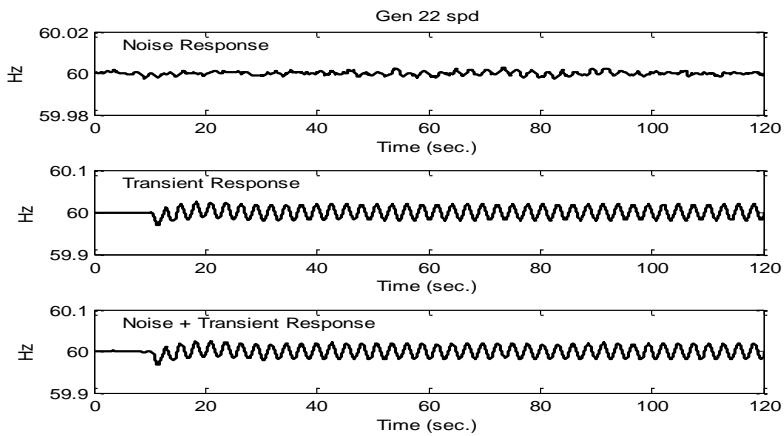 Gen 22 spd
60.02
Noise Response
Hz
60
59.98
0 20 40 60 80 100 120
Time (sec.)
60.1
Transient Response
Hz
60
59.9
0 20 40 60 80 100 120
Time (sec.)
60.1
Noise + Transient Response
Hz
60
59.9
0 20 40 60 80 100 120
Time (sec.)